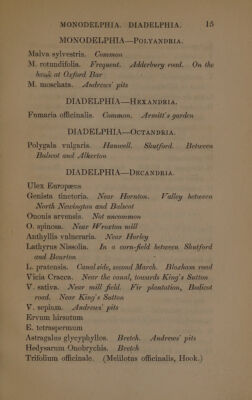 MONODELPHIA. DIADELPHIA. 15
MONODELPHIA—Polyandria.
Malva sylvestris. Common
M. rotundifolia. Frequent. Adderbury road. On the
bank at Oxford Bar
M. moschata. Andrews' pits
DIADELPHIA—Hexandria.
Fumaria officinalis. Common. Armitt's garden
DIADELPHIA—Octandria.
Polygala vulgaris. Hanwell. Shutford. Between
Balscot and Alkerton
DIADELPHIA—Decandria.
Ulex Europæus
Genista tinctoria. Near Hornton. Valley between
North Newington and Balscot
Ononis arvensis. Not uncommon
O. spinosa. Near Wroxton mill
Anthyllis vulneraria. Near Hurley
Lathyrus Nissolia. In a corn-field between Shutford
and Bourton
L. pratensis. Canal side, second March. Bloxham road
Vicia Cracca. Near the canal, towards King's Sutton
V. sativa. Near mill field. Fir plantation, Bodicot
road. Near King's Sutton
V. sepium. Andrews' pits
Ervum hirsutum
E. tetraspermum
Astragalus glycyphyllos. Bretch. Andrews' pits
Hedysarum Onobrychis. Bretch
Trifolium officinale. (Melilotus officinalis, Hook.)